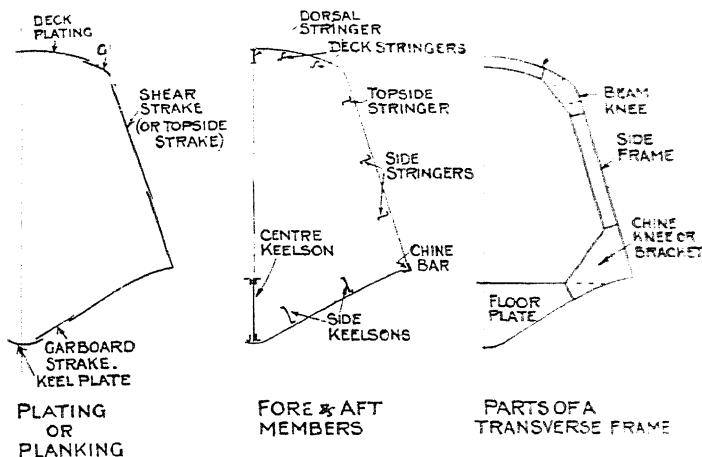 DECK
PLATING
G
SHEAR
STRAKE
(OR TOPSIDE
STRAKE)
GARBOARD
STRAKE.
KEEL PLATE
PLATING
OR
PLANKING
DORSAL
STRINGER
DECK STRINGERS
TOPSIDE
STRINGER
SIDE
STRINGERS
CENTRE
KEELSON
CHINE
BAR
SIDE
KEELSONS
FORE & AFT
MEMBERS
BEAM
KNEE
SIDE
FRAME
CHINE
KNEE OR
BRACKET
FLOOR
PLATE
PARTS OF A
TRANSVERSE FRAME